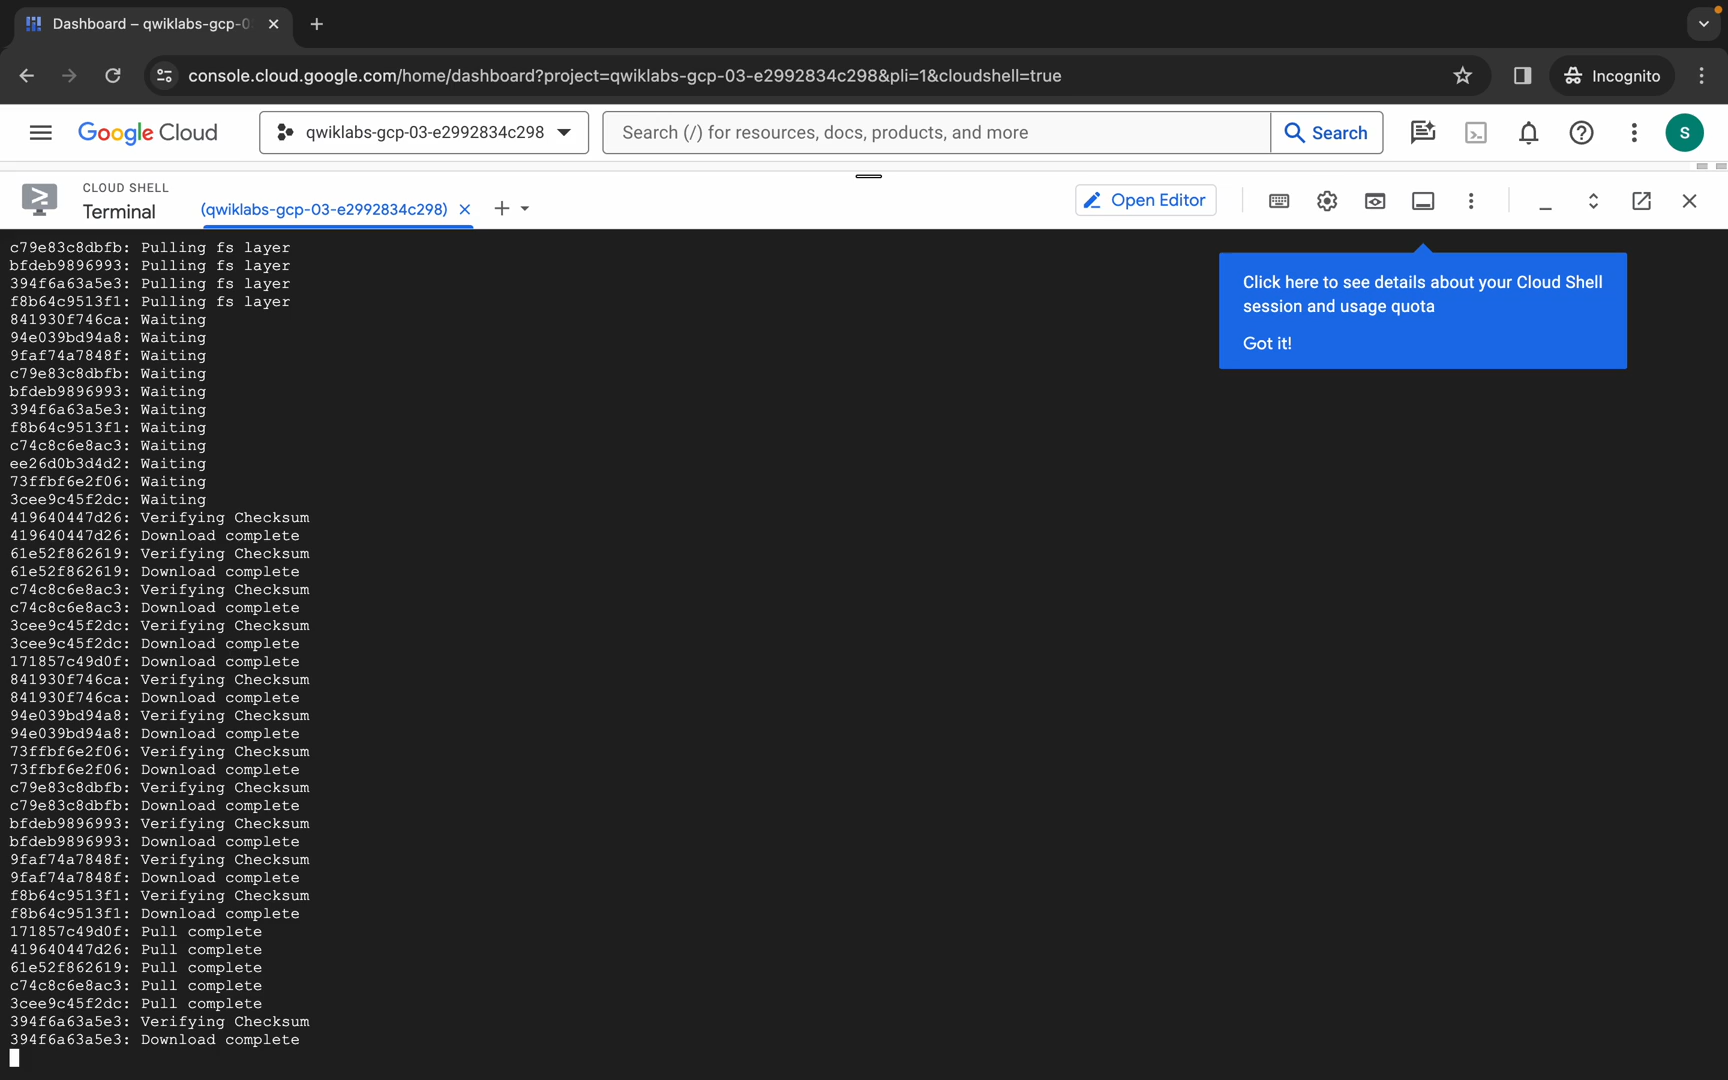 Dashboard – qwiklabs-gcp-0
console.cloud.google.com/home/dashboard?project=qwiklabs-gcp-03-e2992834c298&pli=1&cloudshell=true
Incognito
Google Cloud
qwiklabs-gcp-03-e2992834c298
Search (/) for resources, docs, products, and more
Search
S
CLOUD SHELL
Terminal
(qwiklabs-gcp-03-e2992834c298)
Open Editor
c79e83c8dbfb: Pulling fs layer
bfdeb9896993: Pulling fs layer
394f6a63a5e3: Pulling fs layer
f8b64c9513f1: Pulling fs layer
841930f746ca: Waiting
94e039bd94a8: Waiting
9faf74a7848f: Waiting
c79e83c8dbfb: Waiting
bfdeb9896993: Waiting
394f6a63a5e3: Waiting
f8b64c9513f1: Waiting
c74c8c6e8ac3: Waiting
ee26d0b3d4d2: Waiting
73ffbf6e2f06: Waiting
3cee9c45f2dc: Waiting
419640447d26: Verifying Checksum
419640447d26: Download complete
61e52f862619: Verifying Checksum
61e52f862619: Download complete
c74c8c6e8ac3: Verifying Checksum
c74c8c6e8ac3: Download complete
3cee9c45f2dc: Verifying Checksum
3cee9c45f2dc: Download complete
171857c49d0f: Download complete
841930f746ca: Verifying Checksum
841930f746ca: Download complete
94e039bd94a8: Verifying Checksum
94e039bd94a8: Download complete
73ffbf6e2f06: Verifying Checksum
73ffbf6e2f06: Download complete
c79e83c8dbfb: Verifying Checksum
c79e83c8dbfb: Download complete
bfdeb9896993: Verifying Checksum
bfdeb9896993: Download complete
9faf74a7848f: Verifying Checksum
9faf74a7848f: Download complete
f8b64c9513f1: Verifying Checksum
f8b64c9513f1: Download complete
171857c49d0f: Pull complete
419640447d26: Pull complete
61e52f862619: Pull complete
c74c8c6e8ac3: Pull complete
3cee9c45f2dc: Pull complete
394f6a63a5e3: Verifying Checksum
394f6a63a5e3: Download complete
Click here to see details about your Cloud Shell
session and usage quota
Got it!